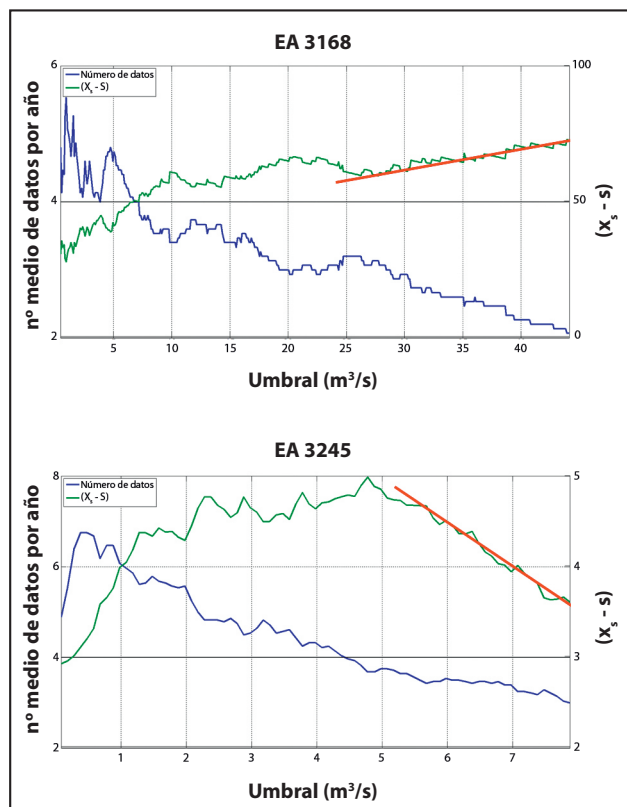 EA 3168
6
100
Número de datos
(X_s - S)
nº medio de datos por año
4
50
(X_s - S)
2
0
5
10
15
20
25
30
35
40
Umbral (m³/s)
EA 3245
8
5
Número de datos
(X_s - S)
nº medio de datos por año
6
4
(X_s - S)
4
3
2
2
1
2
3
4
5
6
7
Umbral (m³/s)